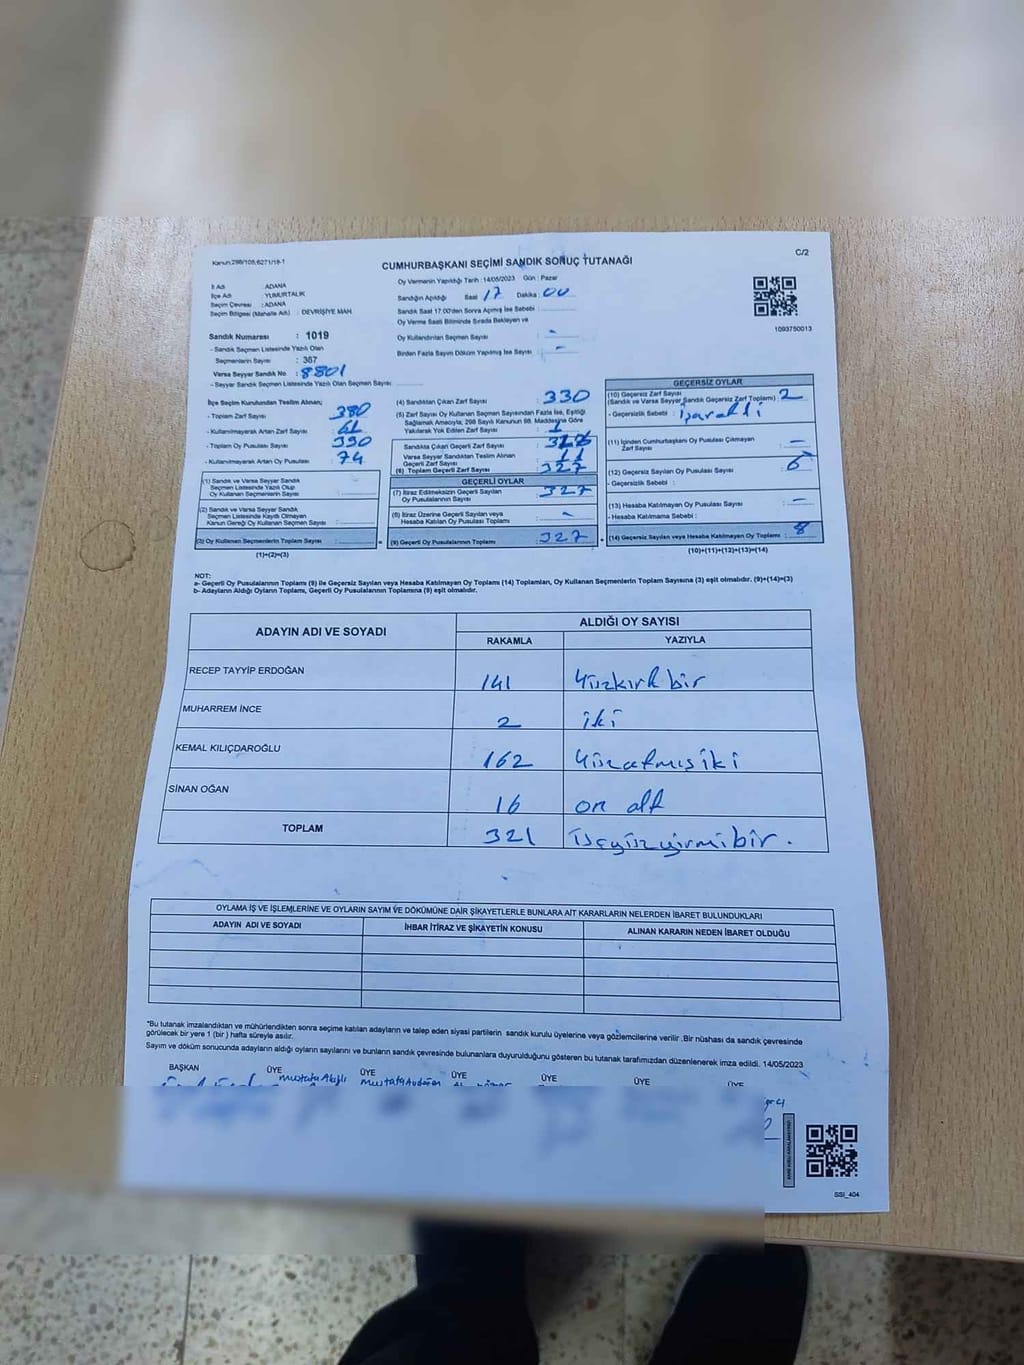 Kanun:298/105,6271/18-1
C/2
CUMHURBAŞKANI SEÇİMİ SANDIK SONUÇ TUTANAĞI
İl Adı : ADANA
İlçe Adı : YUMURTALIK
Seçim Çevresi : ADANA
Seçim Bölgesi (Mahalle Adı) : DEVRİŞİYE MAH
Sandık Numarası : 1019
- Sandık Seçmen Listesinde Yazılı Olan
Seçmenlerin Sayısı : 367
Varsa Seyyar Sandık No : 8801
- Seyyar Sandık Seçmen Listesinde Yazılı Olan Seçmen Sayısı :
Oy Vermenin Yapıldığı Tarih : 14/05/2023 Gün : Pazar
Sandığın Açıldığı Saat 17 Dakika : 00
Sandık Saat 17.00'den Sonra Açılmış İse Sebebi :
Oy Verme Saati Bitiminde Sırada Bekleyen ve
Oy Kullandırılan Seçmen Sayısı : -
Birden Fazla Sayım Döküm Yapılmış İse Sayısı : -
1093750013
İlçe Seçim Kurulundan Teslim Alınan;
- Toplam Zarf Sayısı : 380
- Kullanılmayarak Artan Zarf Sayısı : 61
- Toplam Oy Pusulası Sayısı : 390
- Kullanılmayarak Artan Oy Pusulası : 74
(1) Sandık ve Varsa Seyyar Sandık
Seçmen Listesinde Yazılı Olup
Oy Kullanan Seçmenlerin Sayısı :
(2) Sandık ve Varsa Seyyar Sandık
Seçmen Listesinde Kayıtlı Olmayan
Kanun Gereği Oy Kullanan Seçmen Sayısı :
(3) Oy Kullanan Seçmenlerin Toplam Sayısı :
(1)+(2)=(3)
(4) Sandıktan Çıkan Zarf Sayısı : 330
(5) Zarf Sayısı Oy Kullanan Seçmen Sayısından Fazla İse, Eşitliği
Sağlamak Amacıyla, 298 Sayılı Kanunun 98. Maddesine Göre
Yakılarak Yok Edilen Zarf Sayısı : 1
Sandıkta Çıkan Geçerli Zarf Sayısı :
Varsa Seyyar Sandıktan Teslim Alınan
Geçerli Zarf Sayısı : 11
(6) Toplam Geçerli Zarf Sayısı : 327
GEÇERLİ OYLAR
(7) İtiraz Edilmeksizin Geçerli Sayılan
Oy Pusulalarının Sayısı : 327
(8) İtiraz Üzerine Geçerli Sayılan veya
Hesaba Katılan Oy Pusulası Toplamı : -
(9) Geçerli Oy Pusulalarının Toplamı : 327
GEÇERSİZ OYLAR
(10) Geçersiz Zarf Sayısı
(Sandık ve Varsa Seyyar Sandık Geçersiz Zarf Toplamı) : 2
- Geçersizlik Sebebi : işaretli
(11) İçinden Cumhurbaşkanı Oy Pusulası Çıkmayan
Zarf Sayısı : -
(12) Geçersiz Sayılan Oy Pusulası Sayısı : 6
- Geçersizlik Sebebi :
(13) Hesaba Katılmayan Oy Pusulası Sayısı : -
- Hesaba Katılmama Sebebi :
(14) Geçersiz Sayılan veya Hesaba Katılmayan Oy Toplamı : 8
(10)+(11)+(12)+(13)=(14)
NOT:
a- Geçerli Oy Pusulalarının Toplamı (9) ile Geçersiz Sayılan veya Hesaba Katılmayan Oy Toplamı (14) Toplamları, Oy Kullanan Seçmenlerin Toplam Sayısına (3) eşit olmalıdır. (9)+(14)=(3)
b- Adayların Aldığı Oyların Toplamı, Geçerli Oy Pusulalarının Toplamına (9) eşit olmalıdır.
ADAYIN ADI VE SOYADI ALDIĞI OY SAYISI
RAKAMLA YAZIYLA
RECEP TAYYİP ERDOĞAN 141 Yüzkırk bir
MUHARREM İNCE 2 iki
KEMAL KILIÇDAROĞLU 162 Yüzatmış iki
SİNAN OĞAN 16 on altı
TOPLAM 321 üçyüzyirmibir.
OYLAMA İŞ VE İŞLEMLERİNE VE OYLARIN SAYIM VE DÖKÜMÜNE DAİR ŞİKAYETLERLE BUNLARA AİT KARARLARIN NELERDEN İBARET BULUNDUKLARI
ADAYIN ADI VE SOYADI İHBAR İTİRAZ VE ŞİKAYETİN KONUSU ALINAN KARARIN NEDEN İBARET OLDUĞU
*Bu tutanak imzalandıktan ve mühürlendikten sonra seçime katılan adayların ve talep eden siyasi partilerin sandık kurulu üyelerine veya gözlemcilerine verilir .Bir nüshası da sandık çevresinde
görülecek bir yere 1 (bir ) hafta süreyle asılır.
Sayım ve döküm sonucunda adayların aldığı oyların sayılarını ve bunların sandık çevresinde bulunanlara duyurulduğunu gösteren bu tutanak tarafımızdan düzenlenerek imza edildi. 14/05/2023
BAŞKAN ÜYE ÜYE ÜYE ÜYE ÜYE ÜYE
mustafa
SSI_404